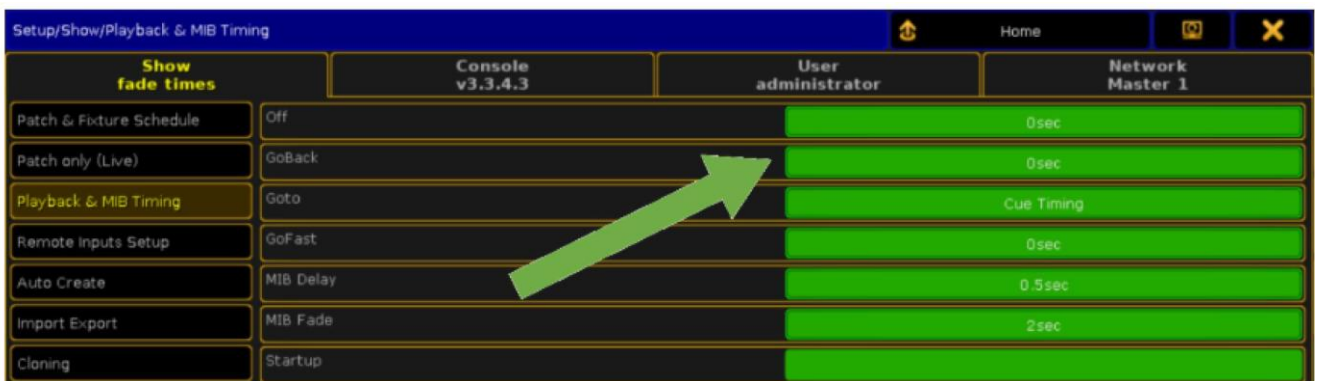 Setup/Show/Playback & MIB Timing
Home
Show
fade times
Console
v3.3.4.3
User
administrator
Network
Master 1
Patch & Fixture Schedule
Off
0sec
Patch only (Live)
GoBack
0sec
Playback & MIB Timing
Goto
Cue Timing
Remote Inputs Setup
GoFast
0sec
Auto Create
MIB Delay
0.5sec
Import Export
MIB Fade
2sec
Cloning
Startup